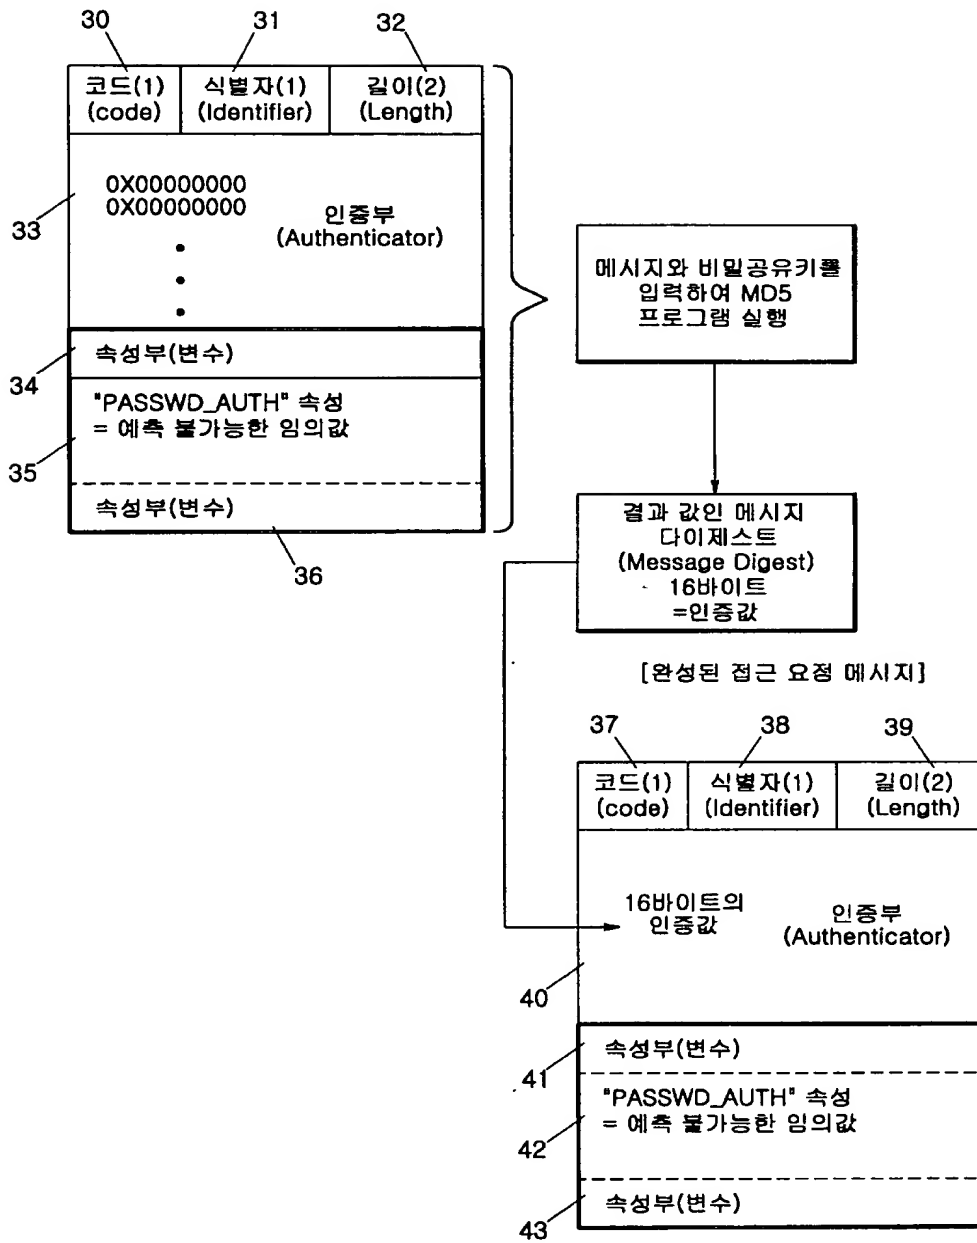 30
31
32
코드(1)
(code)
식별자(1)
(Identifier)
길이(2)
(Length)
33
0X00000000
0X00000000
인증부
(Authenticator)
34
속성부(변수)
35
"PASSWD_AUTH" 속성
= 예측 불가능한 임의값
속성부(변수)
36
메시지와 비밀공유키를
입력하여 MD5
프로그램 실행
결과 값인 메시지
다이제스트
(Message Digest)
16바이트
=인증값
[완성된 접근 요청 메시지]
37
38
39
코드(1)
(code)
식별자(1)
(Identifier)
길이(2)
(Length)
16바이트의
인증값
인증부
(Authenticator)
40
속성부(변수)
41
"PASSWD_AUTH" 속성
= 예측 불가능한 임의값
42
속성부(변수)
43